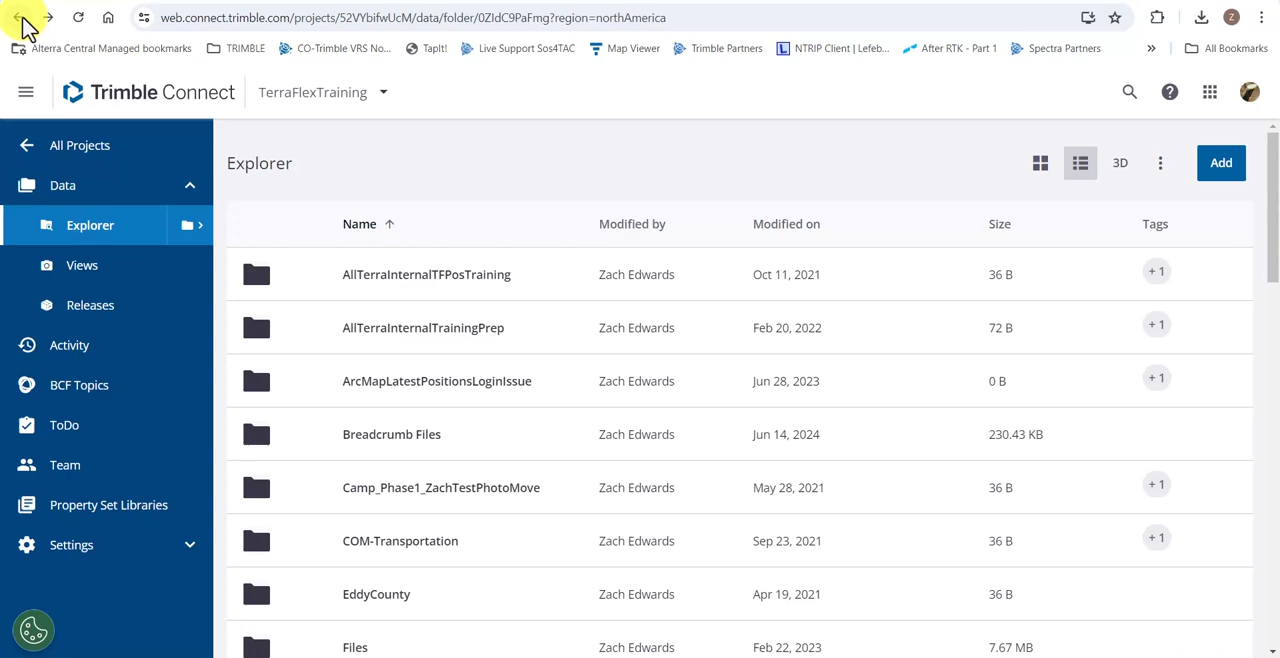 web.connect.trimble.com/projects/52VYbifwUcM/data/folder/0ZIdC9PaFmg?region=northAmerica
Z
Alterra Central Managed bookmarks TRIMBLE CO-Trimble VRS No... TapIt! Live Support Sos4TAC Map Viewer Trimble Partners L NTRIP Client | Lefeb... After RTK - Part 1 Spectra Partners » All Bookmarks
Trimble Connect TerraFlexTraining
All Projects
Data
Explorer
Views
Releases
Activity
BCF Topics
ToDo
Team
Property Set Libraries
Settings
Explorer 3D Add
Name Modified by Modified on Size Tags
AllTerraInternalTFPosTraining Zach Edwards Oct 11, 2021 36 B + 1
AllTerraInternalTrainingPrep Zach Edwards Feb 20, 2022 72 B + 1
ArcMapLatestPositionsLoginIssue Zach Edwards Jun 28, 2023 0 B + 1
Breadcrumb Files Zach Edwards Jun 14, 2024 230.43 KB
Camp_Phase1_ZachTestPhotoMove Zach Edwards May 28, 2021 36 B + 1
COM-Transportation Zach Edwards Sep 23, 2021 36 B + 1
EddyCounty Zach Edwards Apr 19, 2021 36 B
Files Zach Edwards Feb 22, 2023 7.67 MB